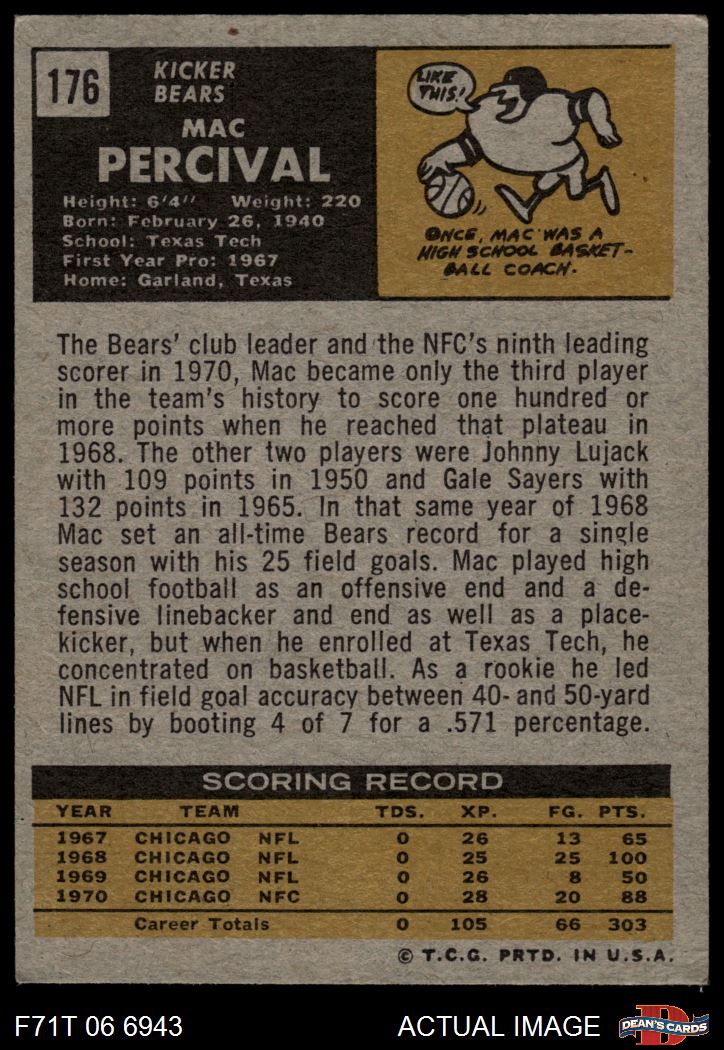 176
KICKER
BEARS
MAC
PERCIVAL
Height: 6'4" Weight: 220
Born: February 26, 1940
School: Texas Tech
First Year Pro: 1967
Home: Garland, Texas
LIKE
THIS!
ONCE, MAC WAS A
HIGH SCHOOL BASKET-
BALL COACH.
The Bears' club leader and the NFC's ninth leading
scorer in 1970, Mac became only the third player
in the team's history to score one hundred or
more points when he reached that plateau in
1968. The other two players were Johnny Lujack
with 109 points in 1950 and Gale Sayers with
132 points in 1965. In that same year of 1968
Mac set an all-time Bears record for a single
season with his 25 field goals. Mac played high
school football as an offensive end and a de-
fensive linebacker and end as well as a place-
kicker, but when he enrolled at Texas Tech, he
concentrated on basketball. As a rookie he led
NFL in field goal accuracy between 40- and 50-yard
lines by booting 4 of 7 for a .571 percentage.
SCORING RECORD
YEAR TEAM TDS. XP. FG. PTS.
1967 CHICAGO NFL 0 26 13 65
1968 CHICAGO NFL 0 25 25 100
1969 CHICAGO NFL 0 26 8 50
1970 CHICAGO NFC 0 28 20 88
Career Totals 0 105 66 303
© T.C.G. PRTD. IN U.S.A.
F71T 06 6943 ACTUAL IMAGE
D
DEAN'S CARDS